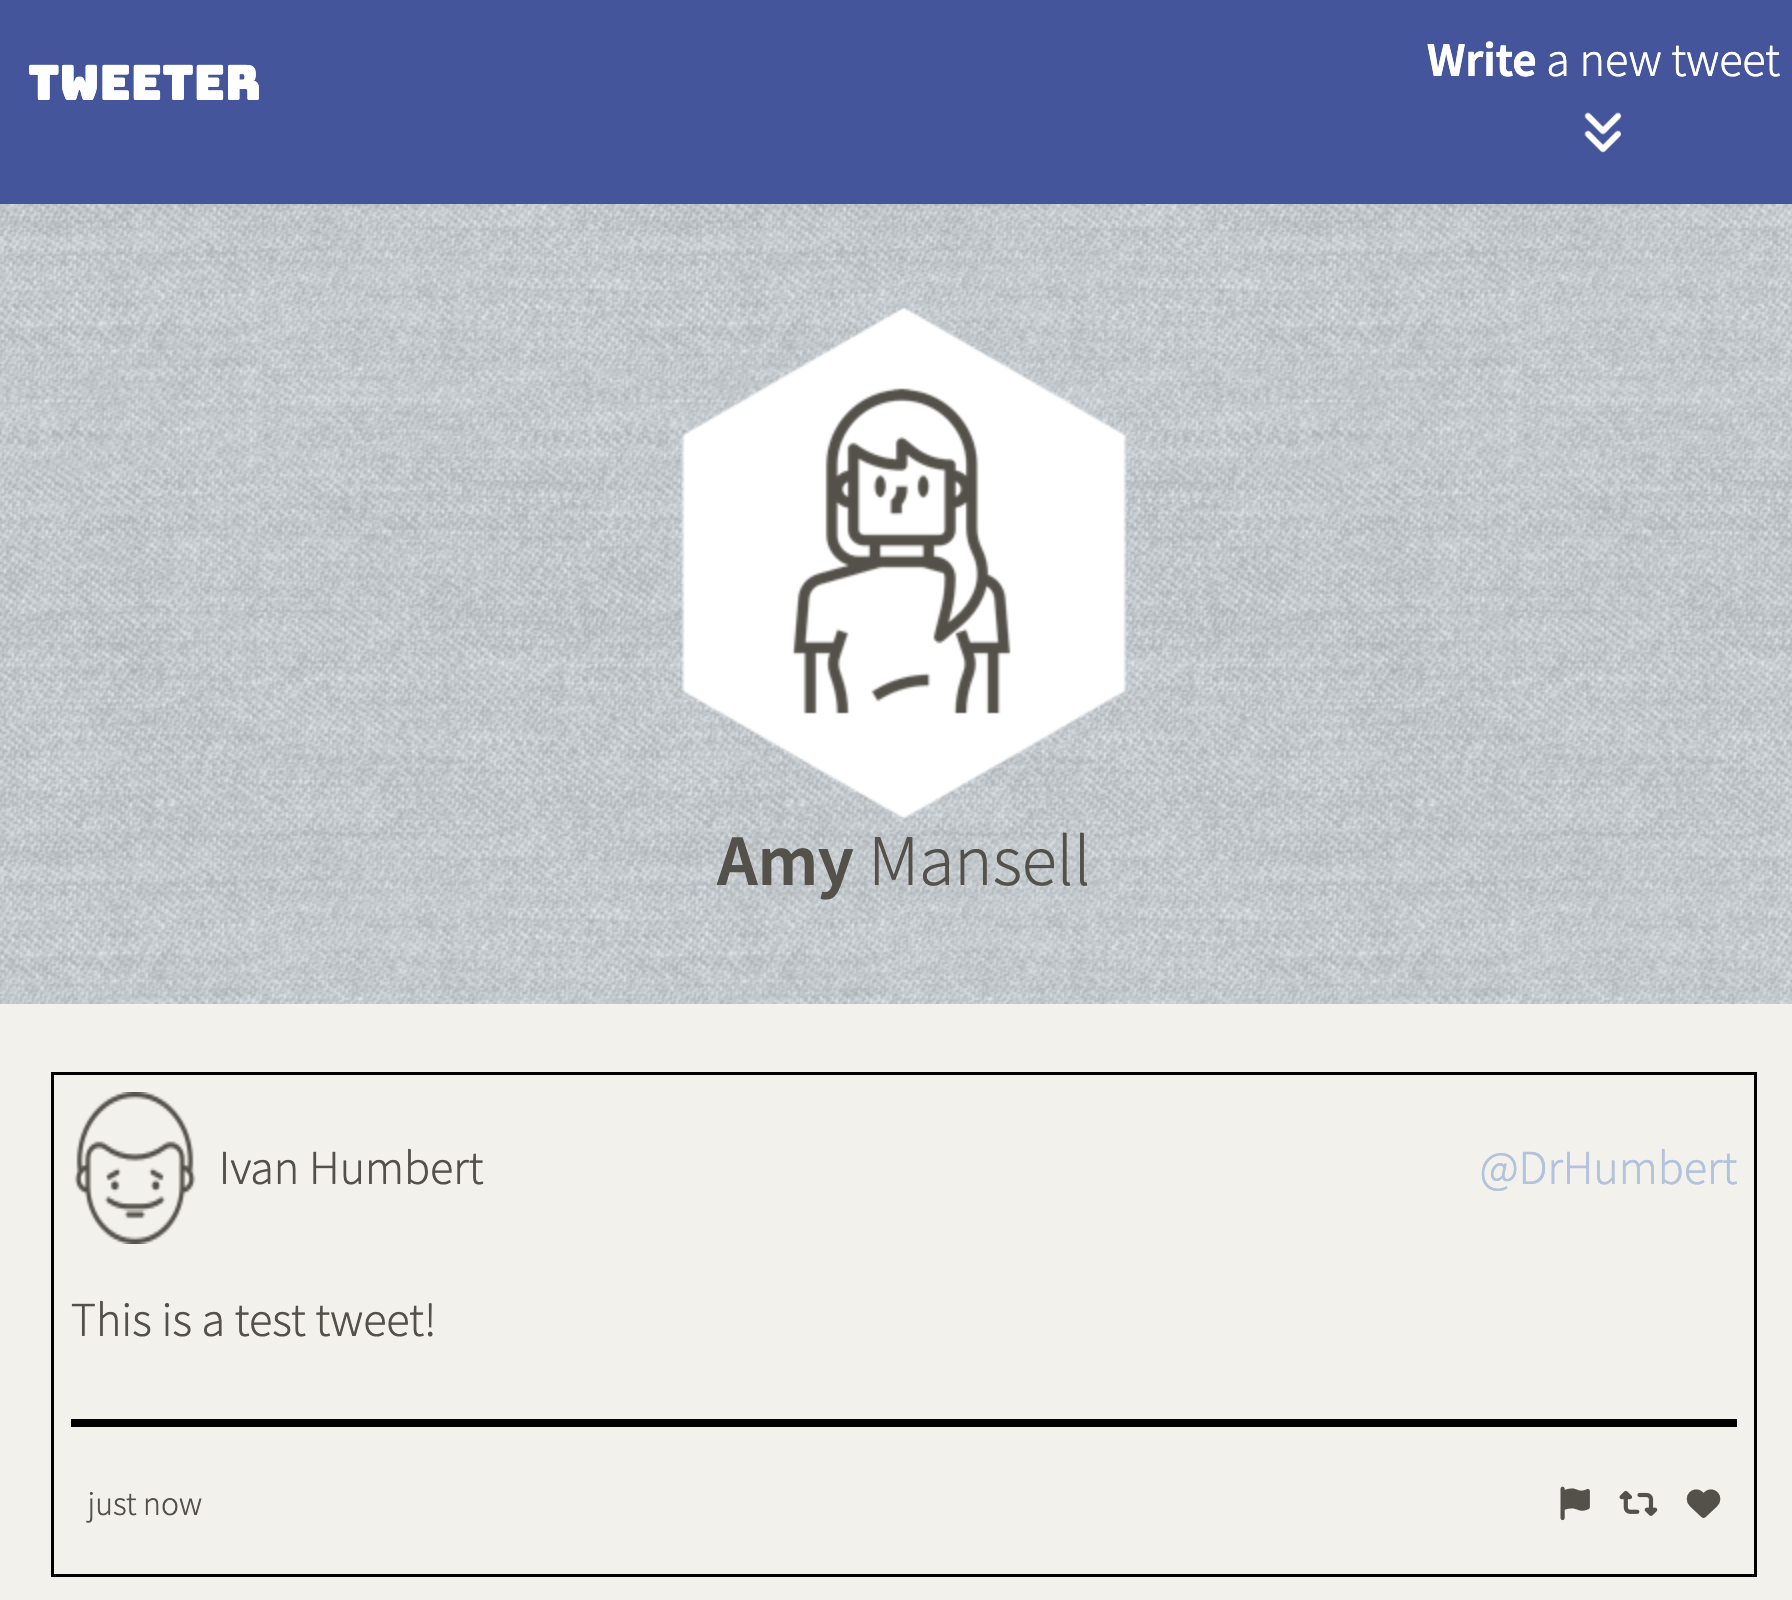 TWEETER
Write a new tweet
Amy Mansell
Ivan Humbert
@DrHumbert
This is a test tweet!
just now